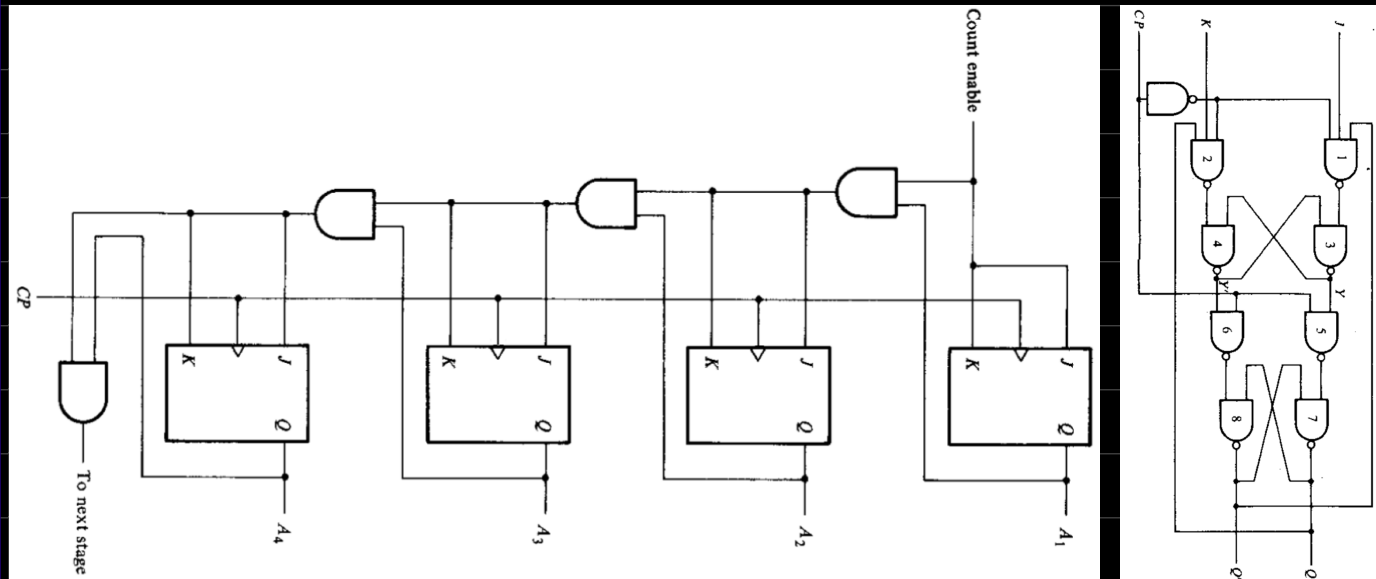 Count enable
CP
J
K
Q
A1
J
K
Q
A2
J
K
Q
A3
J
K
Q
A4
To next stage
J
K
CP
1
2
3
4
Y
Y'
5
6
7
8
Q
Q'